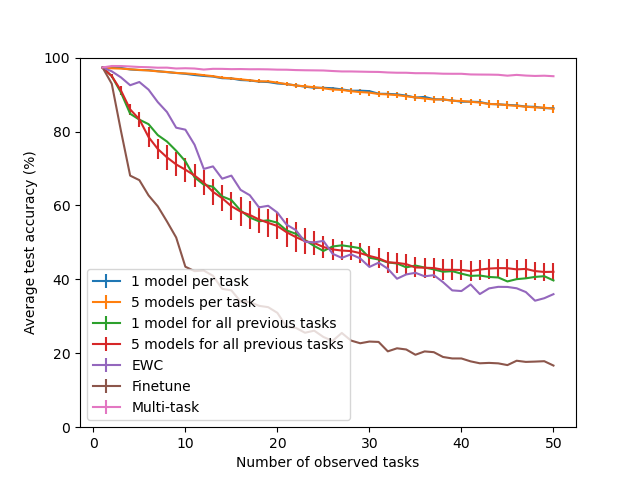 100
80
60
40
20
0
Average test accuracy (%)
1 model per task
5 models per task
1 model for all previous tasks
5 models for all previous tasks
EWC
Finetune
Multi-task
0 10 20 30 40 50
Number of observed tasks